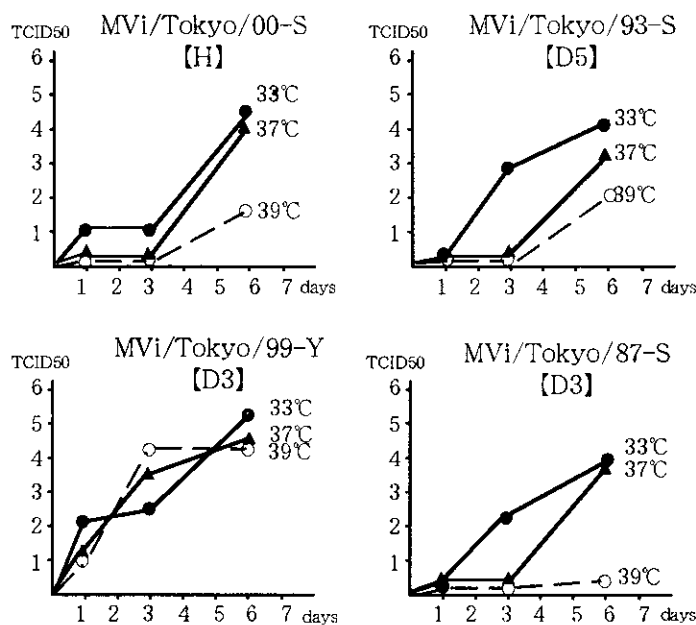 MVi/Tokyo/00-S
【H】
TCID50
6
5
4
3
2
1
33℃
37℃
39℃
1 2 3 4 5 6 7 days
MVi/Tokyo/93-S
【D5】
TCID50
6
5
4
3
2
1
33℃
37℃
39℃
1 2 3 4 5 6 7 days
MVi/Tokyo/99-Y
【D3】
TCID50
6
5
4
3
2
1
33℃
37℃
39℃
1 2 3 4 5 6 7 days
MVi/Tokyo/87-S
【D3】
TCID50
6
5
4
3
2
1
33℃
37℃
39℃
1 2 3 4 5 6 7 days